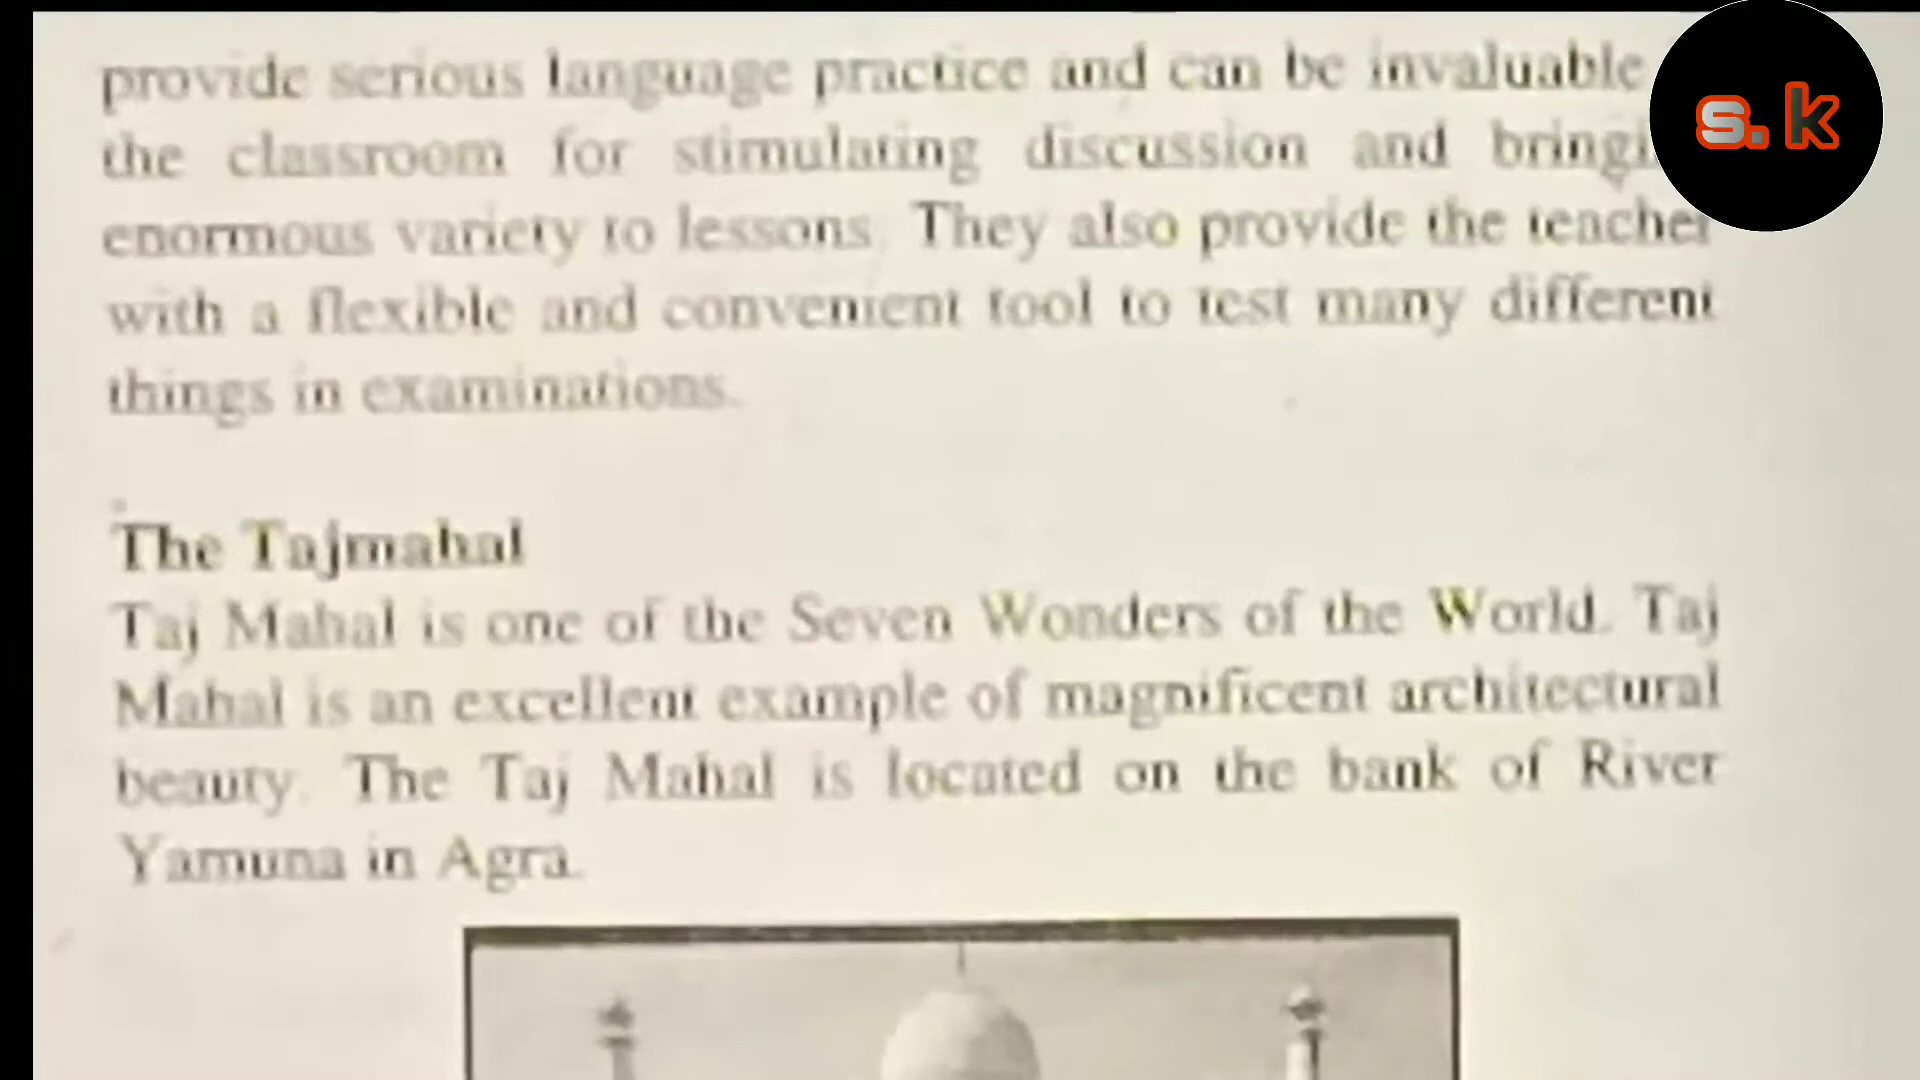 provide serious language practice and can be invaluable
the classroom for stimulating discussion and
enormous variety to lessons. They also provide the teacher
with a flexible and convenient tool to test many different
things in examinations.
The Tajmahal
Taj Mahal is one of the Seven Wonders of the World. Taj
Mahal is an excellent example of magnificent architectural
beauty. The Taj Mahal is located on the bank of River
Yamuna in Agra.
s.k